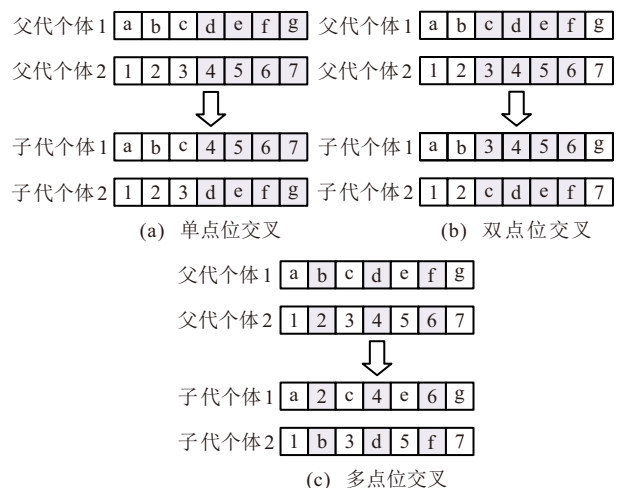 父代个体1 a b c d e f g
父代个体2 1 2 3 4 5 6 7
子代个体1 a b c 4 5 6 7
子代个体2 1 2 3 d e f g
(a) 单点位交叉
父代个体1 a b c d e f g
父代个体2 1 2 3 4 5 6 7
子代个体1 a b 3 4 5 6 g
子代个体2 1 2 c d e f 7
(b) 双点位交叉
父代个体1 a b c d e f g
父代个体2 1 2 3 4 5 6 7
子代个体1 a 2 c 4 e 6 g
子代个体2 1 b 3 d 5 f 7
(c) 多点位交叉